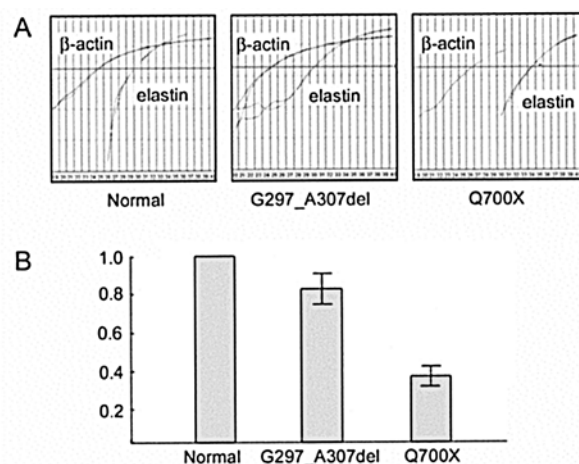 A
β-actin
elastin
Normal
β-actin
elastin
G297_A307del
β-actin
elastin
Q700X
B
1.0
0.8
0.6
0.4
0.2
Normal
G297_A307del
Q700X